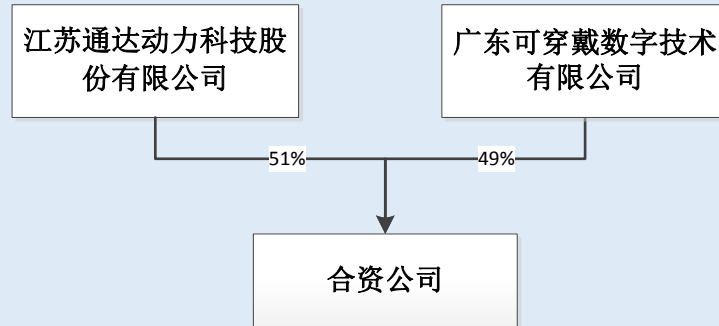 江苏通达动力科技股
份有限公司
广东可穿戴数字技术
有限公司
51%
49%
合资公司